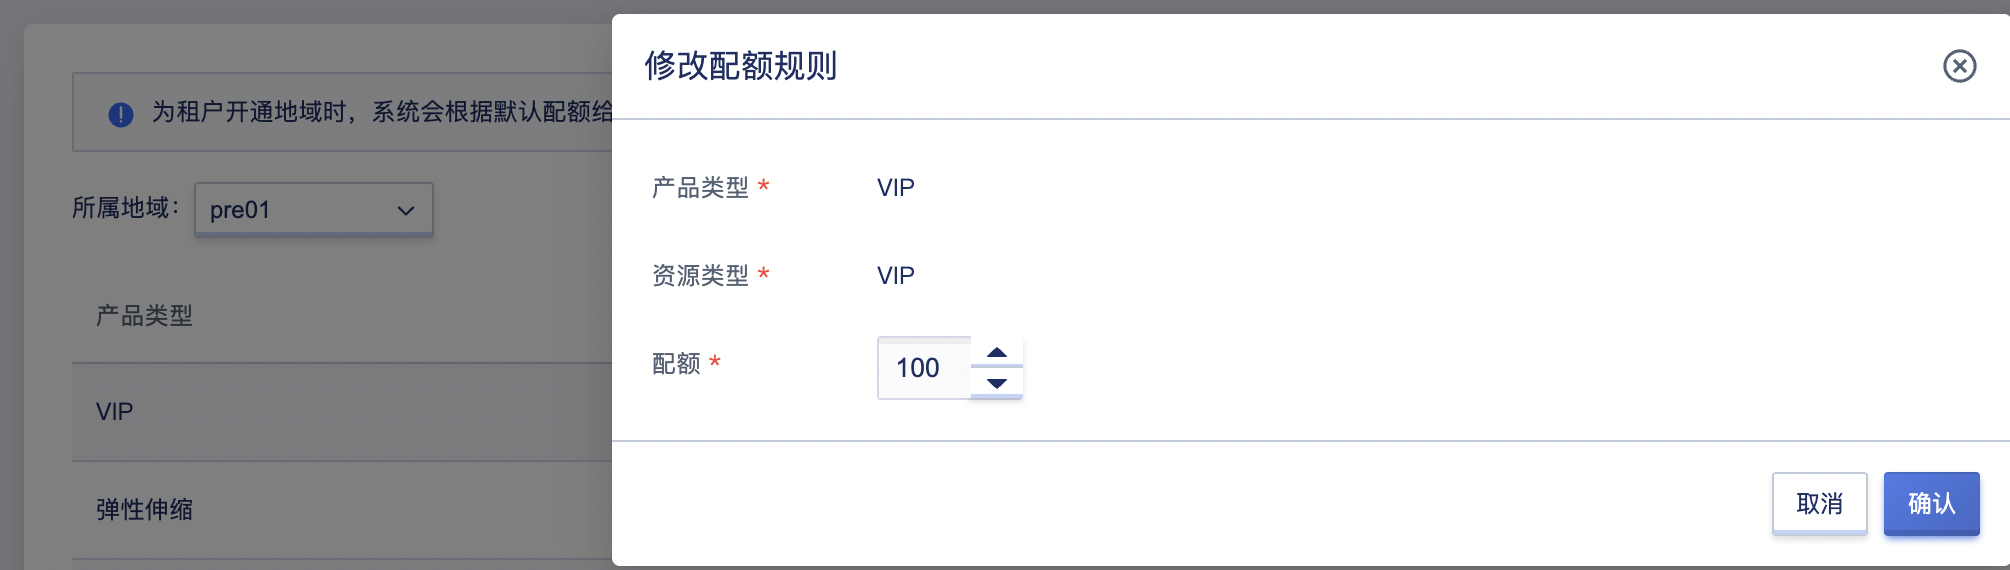 为租户开通地域时，系统会根据默认配额给
所属地域：
pre01
产品类型
VIP
弹性伸缩
修改配额规则
产品类型 *
VIP
资源类型 *
VIP
配额 *
100
取消
确认